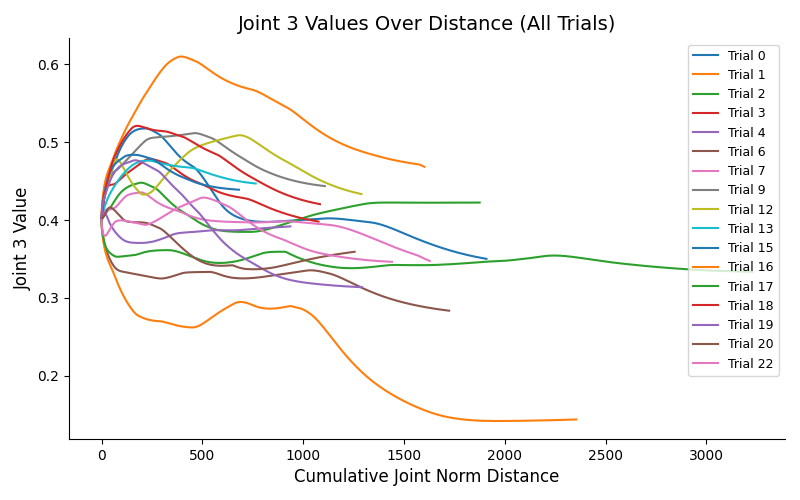 Joint 3 Values Over Distance (All Trials)
Joint 3 Value
0.6
0.5
0.4
0.3
0.2
0
500
1000
1500
2000
2500
3000
Cumulative Joint Norm Distance
Trial 0
Trial 1
Trial 2
Trial 3
Trial 4
Trial 6
Trial 7
Trial 9
Trial 12
Trial 13
Trial 15
Trial 16
Trial 17
Trial 18
Trial 19
Trial 20
Trial 22